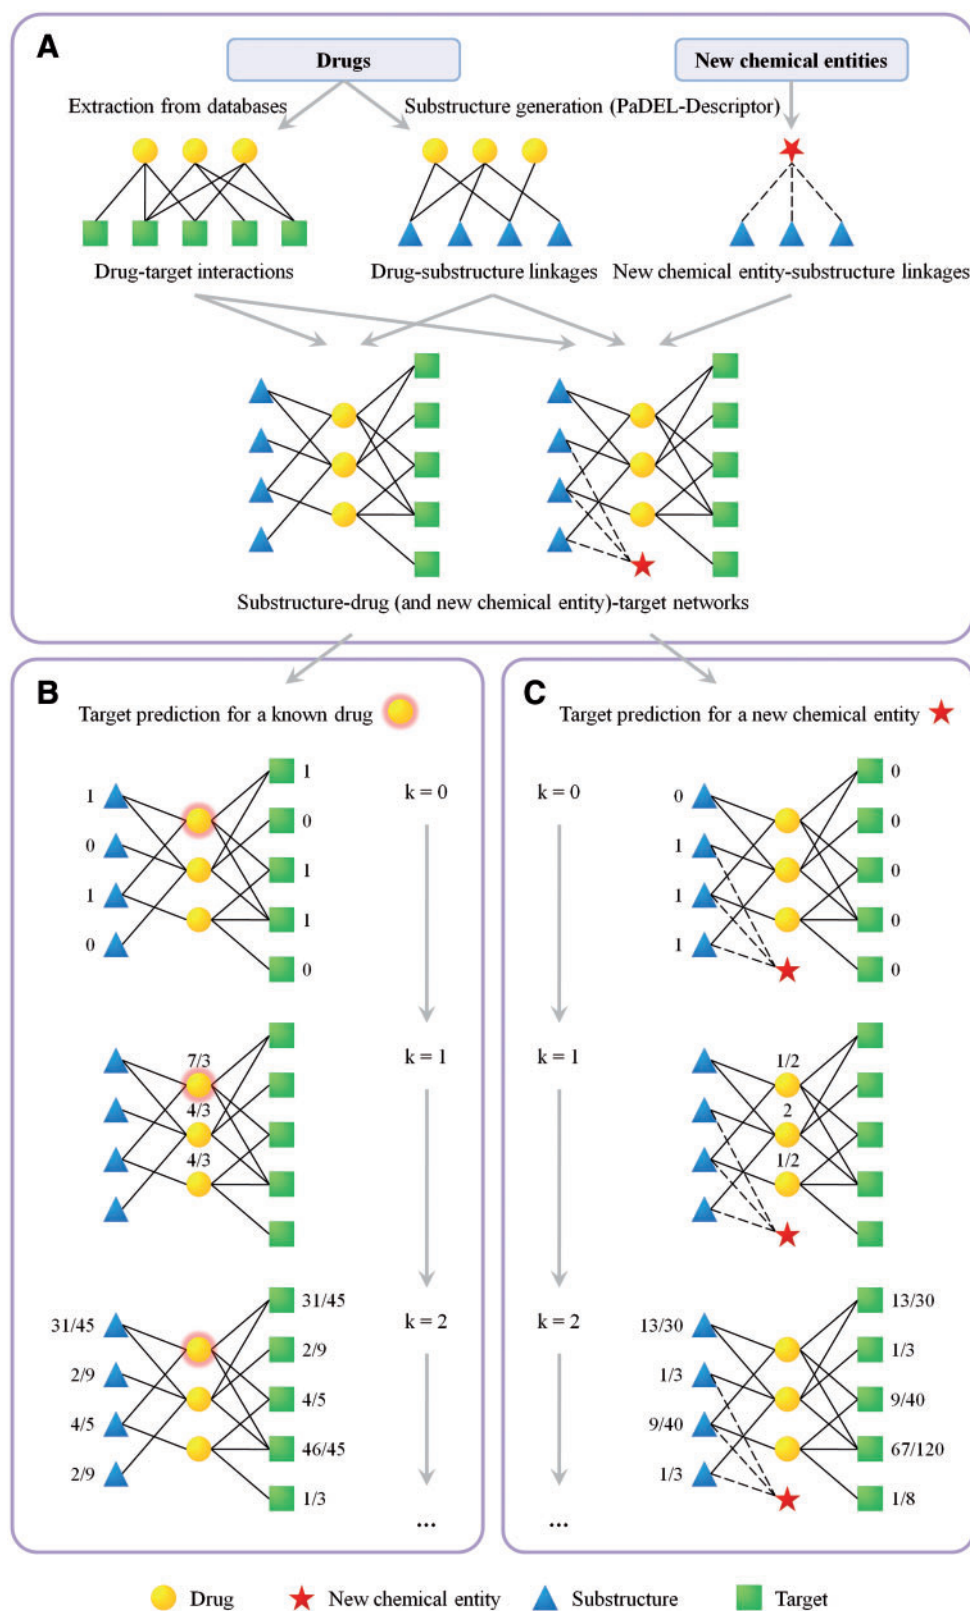 A
Drugs
New chemical entities
Extraction from databases
Substructure generation (PaDEL-Descriptor)
Drug-target interactions
Drug-substructure linkages
New chemical entity-substructure linkages
Substructure-drug (and new chemical entity)-target networks
B
Target prediction for a known drug
1
1
0
0
1
1
1
0
0
k = 0
7/3
4/3
4/3
k = 1
31/45
31/45
2/9
2/9
4/5
4/5
46/45
2/9
1/3
k = 2
...
C
Target prediction for a new chemical entity
k = 0
0
0
0
1
0
1
0
1
0
k = 1
1/2
2
1/2
k = 2
13/30
13/30
1/3
1/3
9/40
9/40
67/120
1/3
1/8
...
Drug
New chemical entity
Substructure
Target